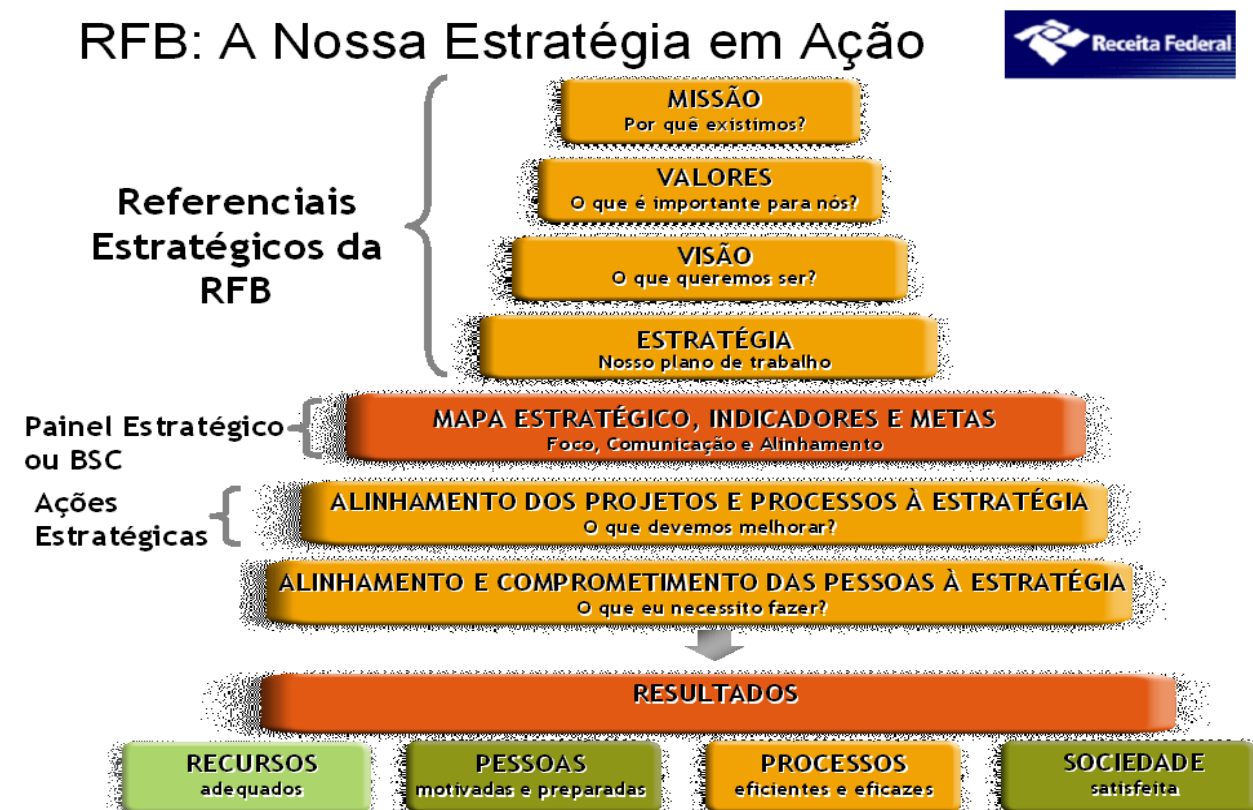 RFB: A Nossa Estratégia em Ação
Receita Federal
MISSÃO
Por quê existimos?
VALORES
O que é importante para nós?
VISÃO
O que queremos ser?
ESTRATÉGIA
Nosso plano de trabalho
Referenciais
Estratégicos da
RFB
MAPA ESTRATÉGICO, INDICADORES E METAS
Foco, Comunicação e Alinhamento
Painel Estratégico
ou BSC
ALINHAMENTO DOS PROJETOS E PROCESSOS À ESTRATÉGIA
O que devemos melhorar?
Ações
Estratégicas
ALINHAMENTO E COMPROMETIMENTO DAS PESSOAS À ESTRATÉGIA
O que eu necessito fazer?
RESULTADOS
RECURSOS
adequados
PESSOAS
motivadas e preparadas
PROCESSOS
eficientes e eficazes
SOCIEDADE
satisfeita